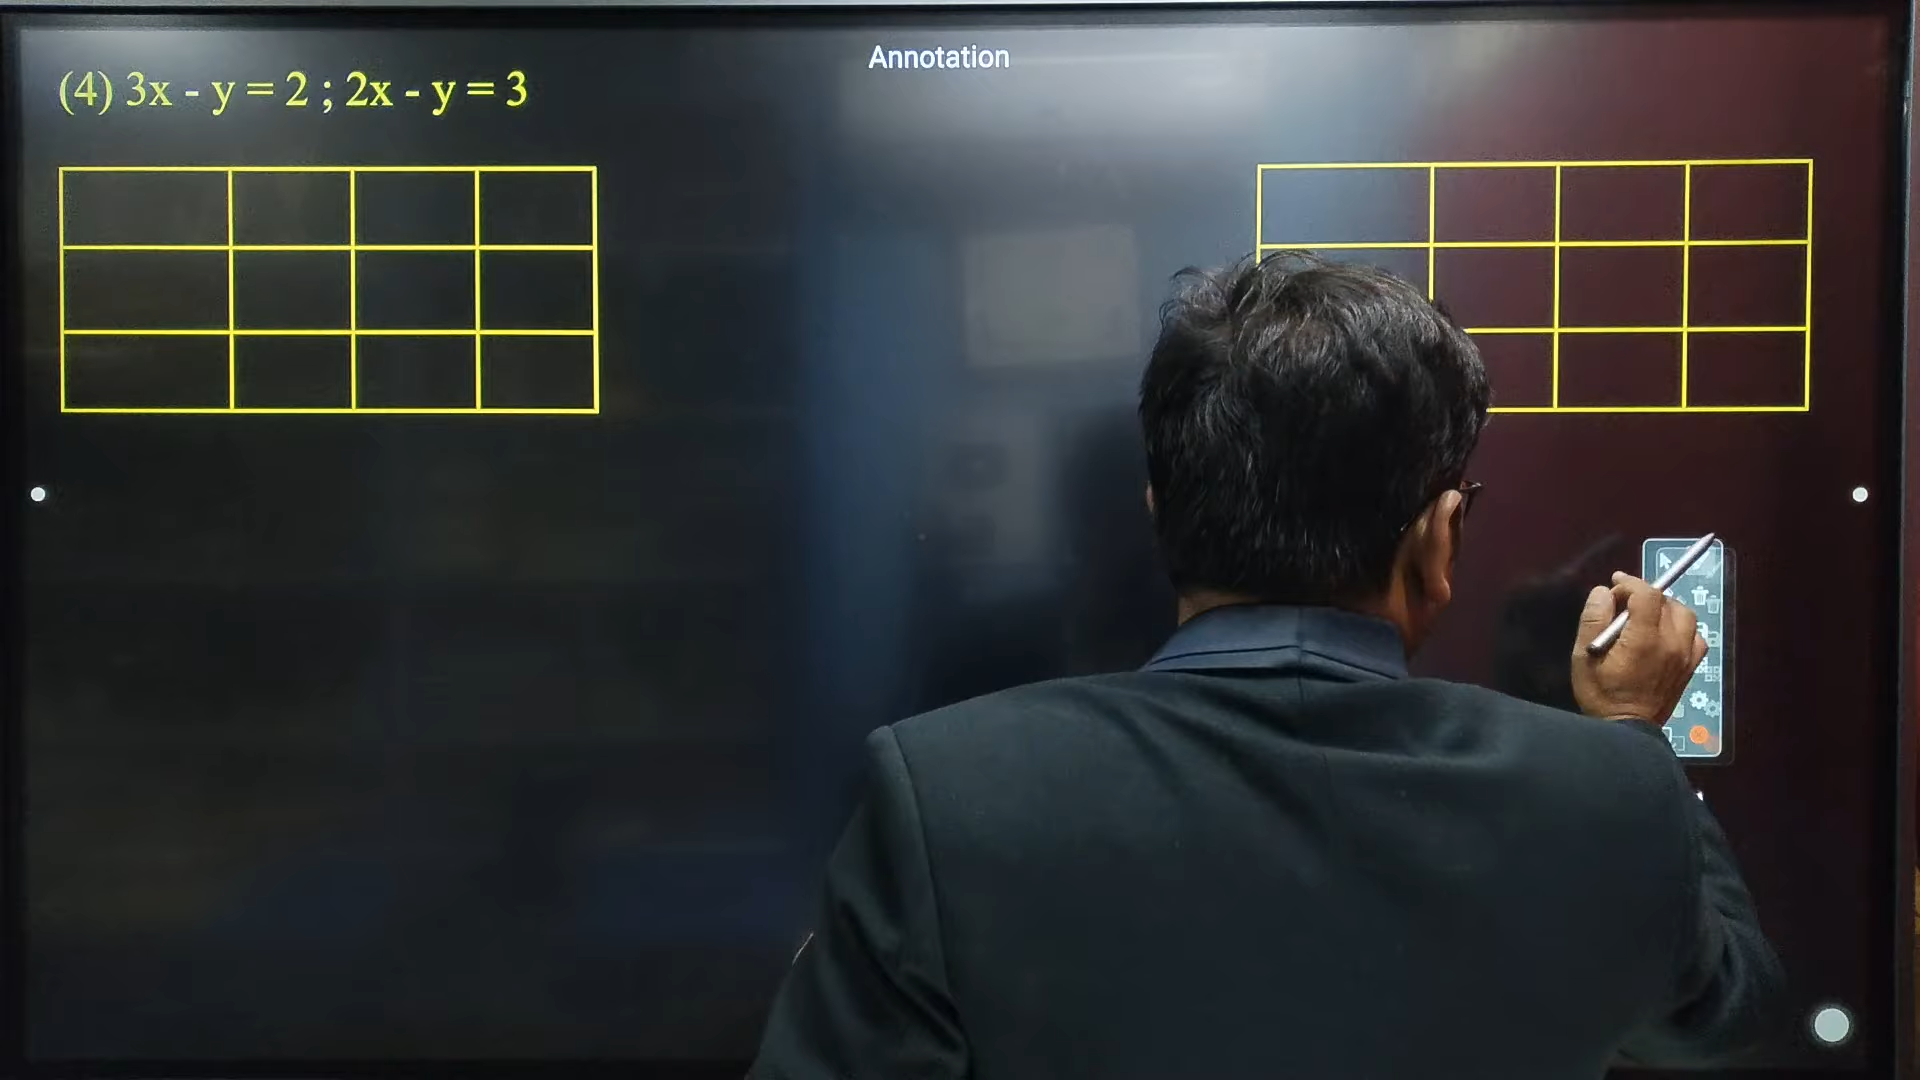 Annotation
(4) 3x - y = 2 ; 2x - y = 3